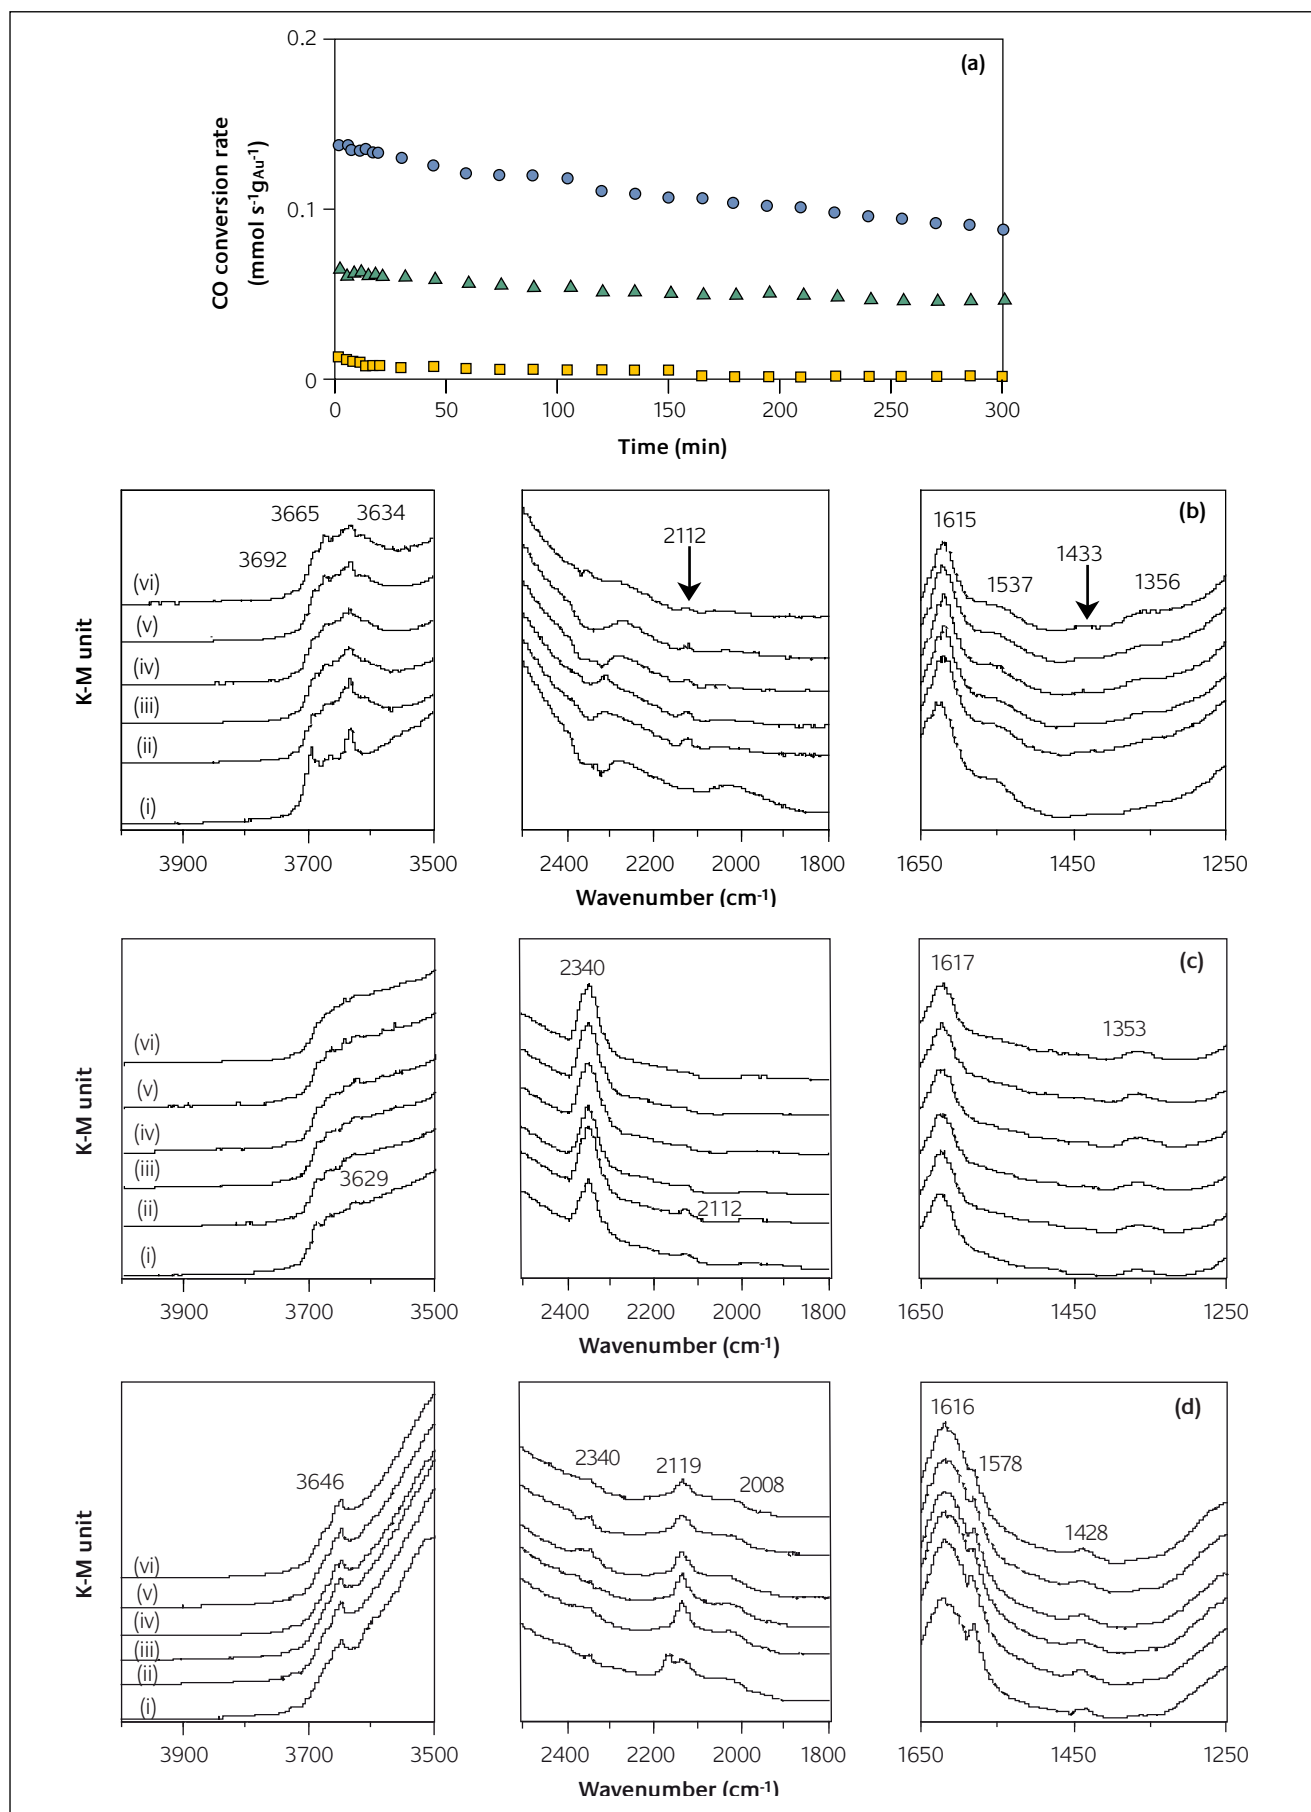 (a)
0.2
0.1
0
CO conversion rate
(mmol s-1gAu-1)
0 50 100 150 200 250 300
Time (min)
(b)
3665 3634
3692
(vi)
(v)
(iv)
(iii)
(ii)
(i)
2112
1615
1537
1433
1356
K-M unit
3900 3700 3500
2400 2200 2000 1800
1650 1450 1250
Wavenumber (cm-1)
(c)
(vi)
(v)
(iv)
(iii)
3629
(ii)
(i)
2340
2112
1617
1353
K-M unit
3900 3700 3500
2400 2200 2000 1800
1650 1450 1250
Wavenumber (cm-1)
(d)
3646
(vi)
(v)
(iv)
(iii)
(ii)
(i)
2340
2119
2008
1616
1578
1428
K-M unit
3900 3700 3500
2400 2200 2000 1800
1650 1450 1250
Wavenumber (cm-1)